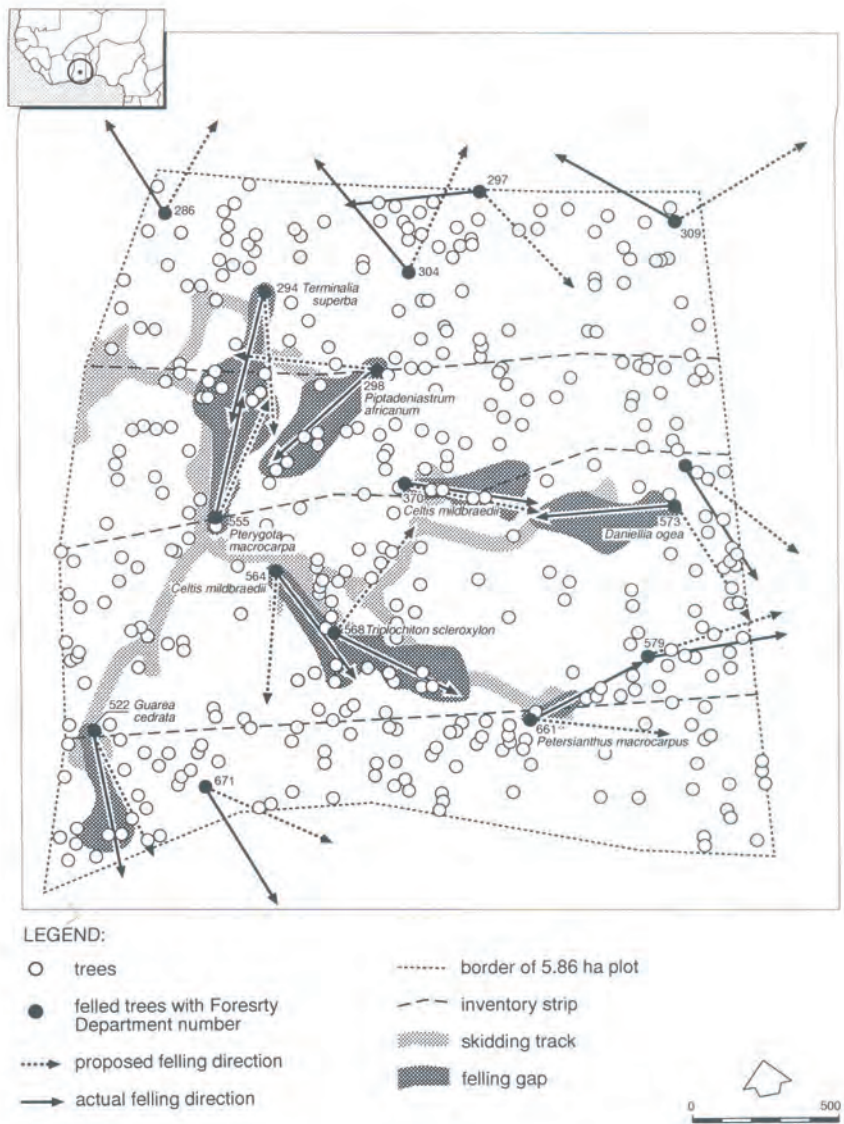 297
286
309
304
294 Terminalia
superba
298
Piptadeniastrum
africanum
370
Celtis mildbraedii
555
Pterygota
macrocarpa
573
Daniellia ogea
564
Celtis mildbraedii
568 Triplochiton scleroxylon
579
522 Guarea
cedrata
661
Petersianthus macrocarpus
671
LEGEND:
trees
felled trees with Foresrty
Department number
proposed felling direction
actual felling direction
border of 5.86 ha plot
inventory strip
skidding track
felling gap
0 500